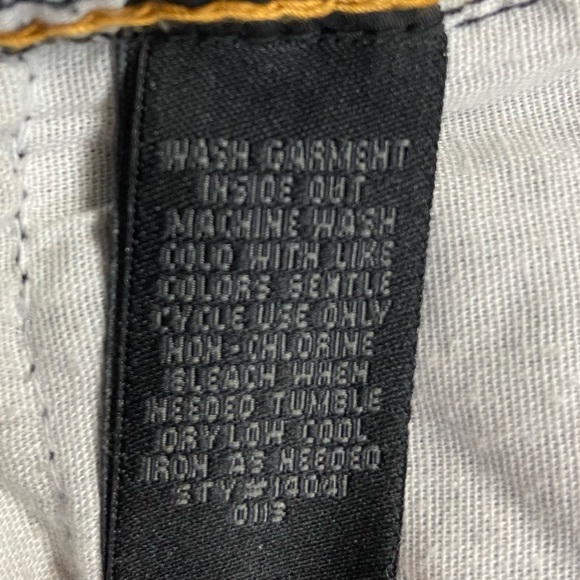 WASH GARMENT
INSIDE OUT
MACHINE WASH
COLD WITH LIKE
COLORS GENTLE
CYCLE USE ONLY
NON-CHLORINE
BLEACH WHEN
NEEDED TUMBLE
DRY LOW COOL
IRON AS NEEDED
STY#14041
0113